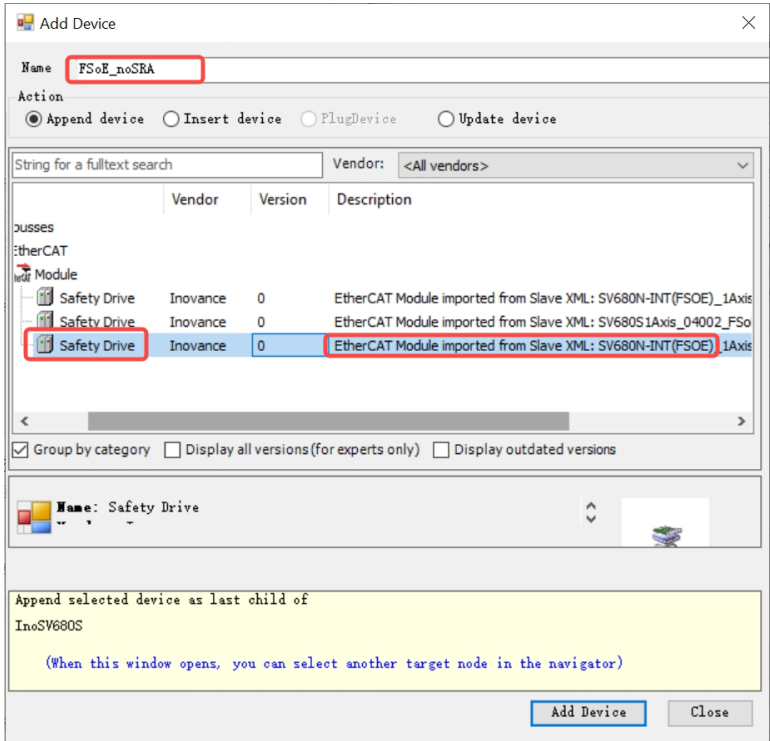 Add Device
Name FSoE_noSRA
Action
Append device Insert device PlugDevice Update device
String for a fulltext search Vendor: <All vendors>
Vendor Version Description
EtherCAT
Module
Safety Drive Inovance 0 EtherCAT Module imported from Slave XML: SV680N-INT(FSOE)_1Axis
Safety Drive Inovance 0 EtherCAT Module imported from Slave XML: SV680S1Axis_04002_FSo
Safety Drive Inovance 0 EtherCAT Module imported from Slave XML: SV680N-INT(FSOE)_1Axis
Group by category Display all versions(for experts only) Display outdated versions
Name: Safety Drive
Append selected device as last child of
InoSV680S
(When this window opens, you can select another target node in the navigator)
Add Device Close